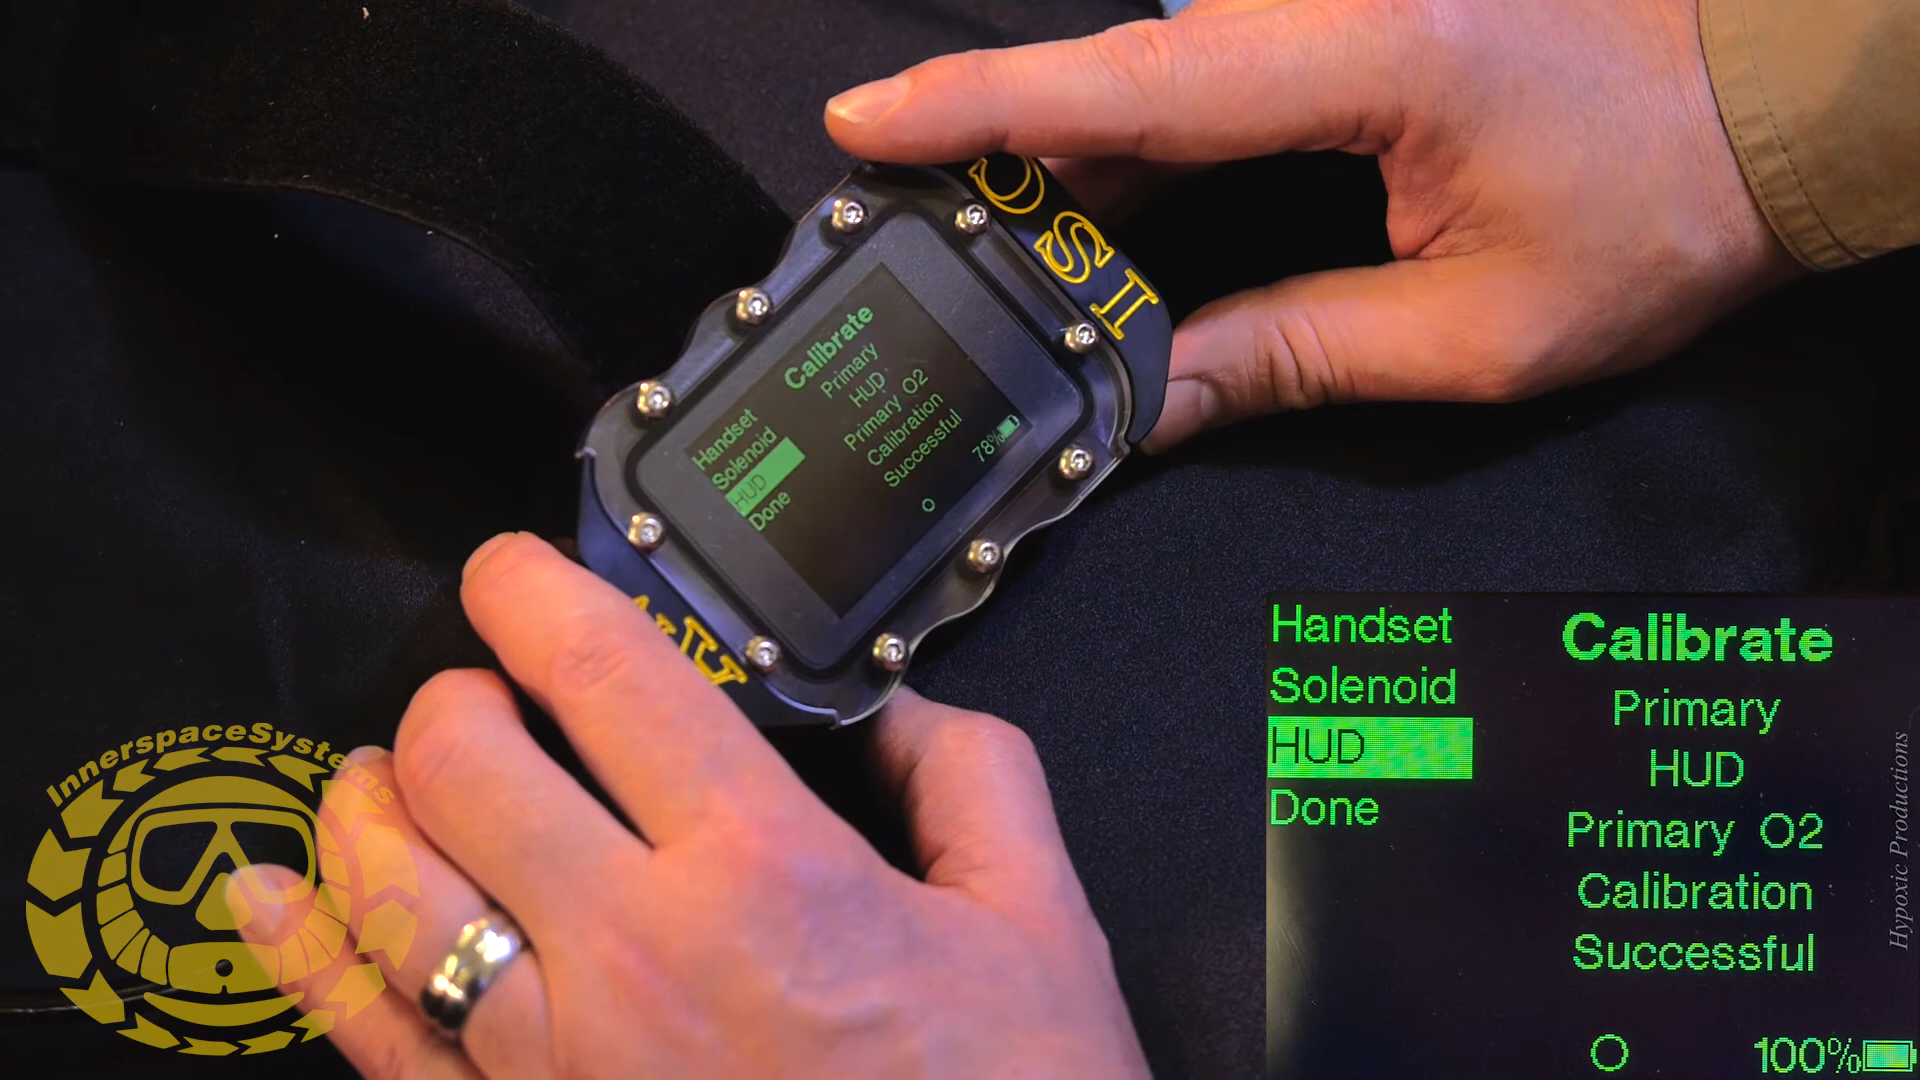 OSI
Calibrate
Primary
HUD
Primary O2
Calibration
Successful
78%
Handset
Solenoid
HUD
Done
InnerspaceSystems
Handset
Solenoid
HUD
Done
Calibrate
Primary
HUD
Primary O2
Calibration
Successful
100%
Hypoxic Productions